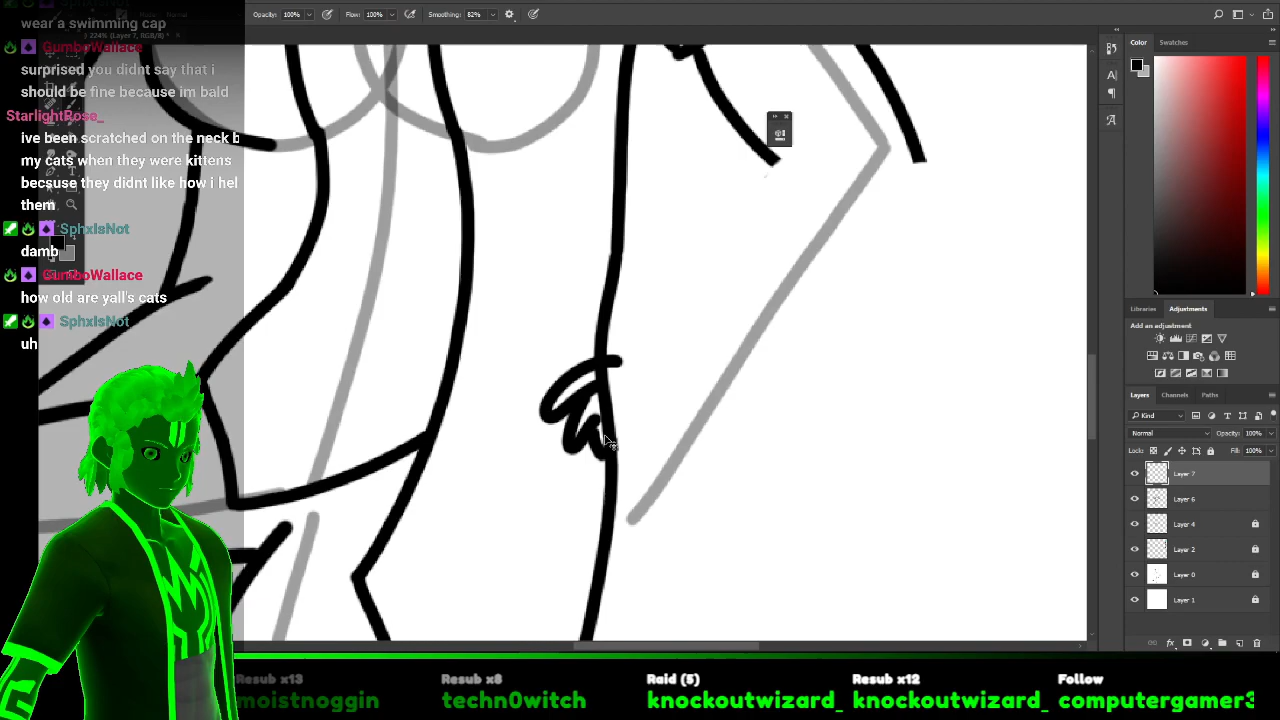 Opacity: 100% Flow: 100% Smoothing: 82%
wear a swimming cap
GumboWallace
surprised you didnt say that i
should be fine because im bald
StarlightRose_
ive been scratched on the neck b
my cats when they were kittens
becsuse they didnt like how i hel
them
SphxIsNot
damb
GumboWallace
how old are yall's cats
SphxIsNot
uh
Color Swatches
Libraries Adjustments
Add an adjustment
Layers Channels Paths
Kind
Normal Opacity: 100%
Lock: Fill: 100%
Layer 7
Layer 6
Layer 4
Layer 2
Layer 0
Layer 1
Resub x13
moistnoggin
Resub x8
techn0witch
Raid (5)
knockoutwizard_
Resub x12
knockoutwizard_
Follow
computergamer3